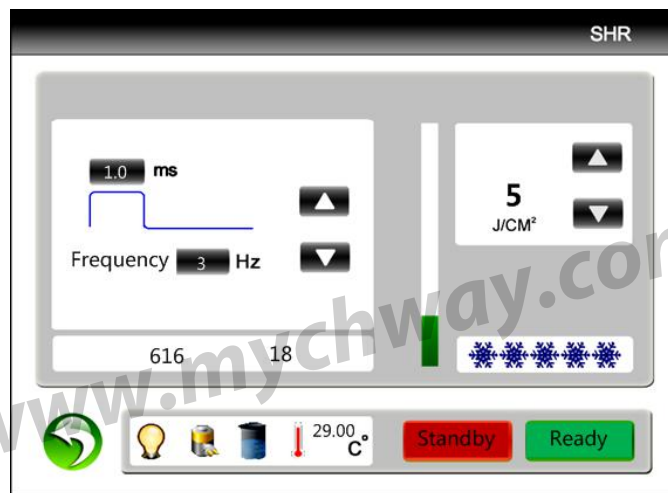 SHR
1.0 ms
5
J/CM²
Frequency 3 Hz
616 18
www.mychway.com
29.00
C°
Standby
Ready